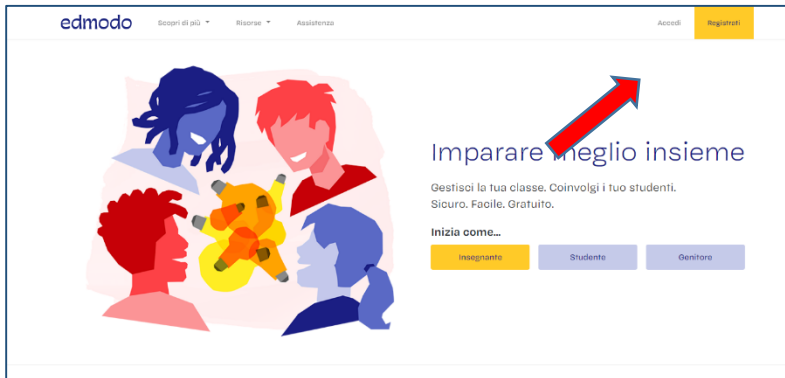 edmodo
Scopri di più
Risorse
Assistenza
Accedi
Registrati
Imparare meglio insieme
Gestisci la tua classe. Coinvolgi i tuo studenti.
Sicuro. Facile. Gratuito.
Inizia come...
Insegnante
Studente
Genitore